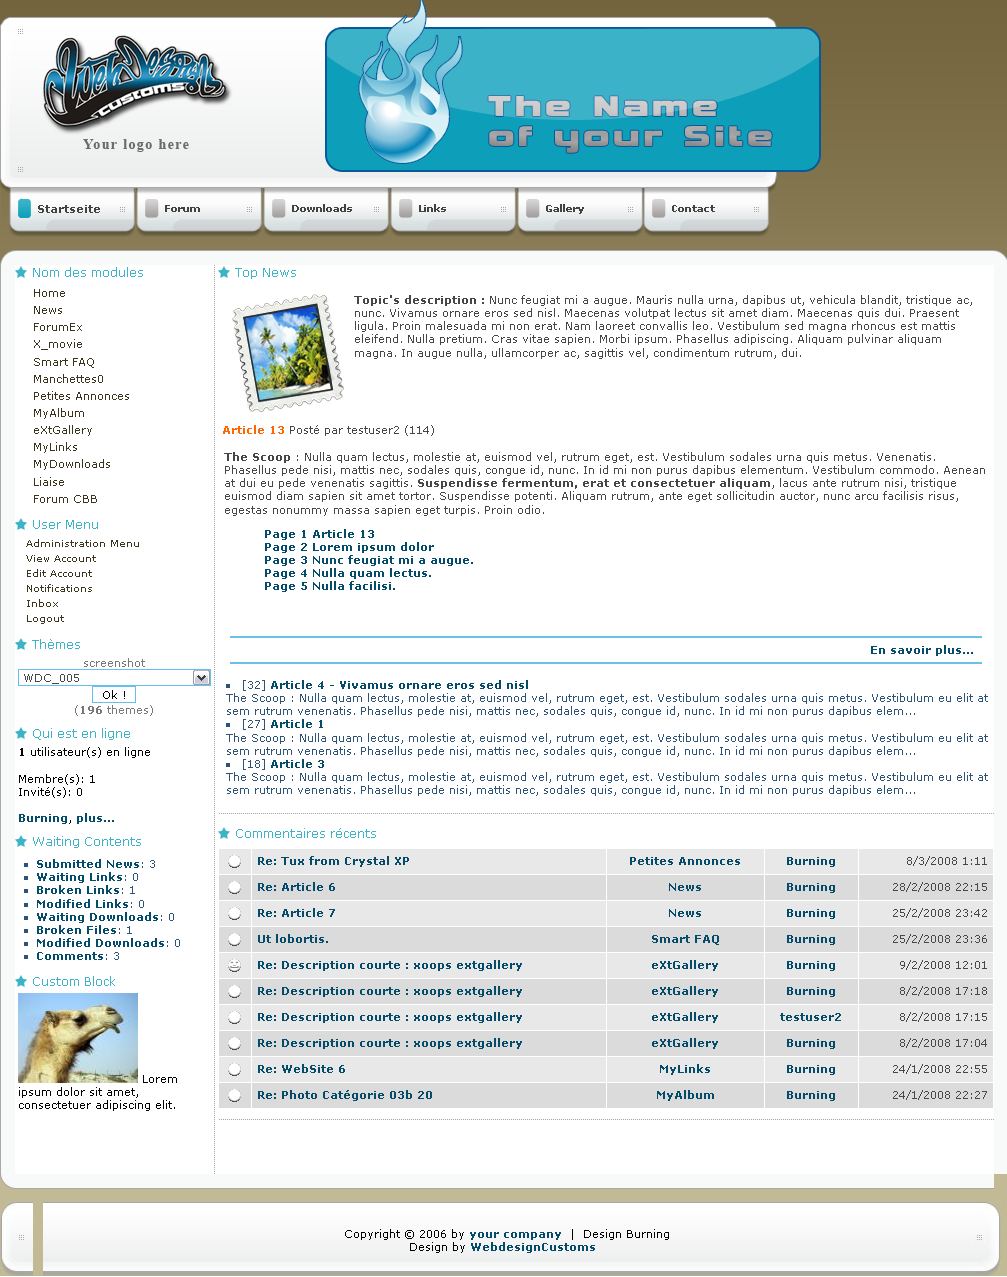 WebDesign
customs
Your logo here
The Name
of your Site
Startseite
Forum
Downloads
Links
Gallery
Contact
Nom des modules
Home
News
ForumEx
X_movie
Smart FAQ
Manchettes0
Petites Annonces
MyAlbum
eXtGallery
MyLinks
MyDownloads
Liaise
Forum CBB
User Menu
Administration Menu
View Account
Edit Account
Notifications
Inbox
Logout
Thèmes
screenshot
WDC_005
Ok !
(196 themes)
Qui est en ligne
1 utilisateur(s) en ligne
Membre(s): 1
Invité(s): 0
Burning, plus...
Waiting Contents
Submitted News: 3
Waiting Links: 0
Broken Links: 1
Modified Links: 0
Waiting Downloads: 0
Broken Files: 1
Modified Downloads: 0
Comments: 3
Custom Block
Lorem
ipsum dolor sit amet,
consectetuer adipiscing elit.
Top News
Topic's description : Nunc feugiat mi a augue. Mauris nulla urna, dapibus ut, vehicula blandit, tristique ac,
nunc. Vivamus ornare eros sed nisl. Maecenas volutpat lectus sit amet diam. Maecenas quis dui. Praesent
ligula. Proin malesuada mi non erat. Nam laoreet convallis leo. Vestibulum sed magna rhoncus est mattis
eleifend. Nulla pretium. Cras vitae sapien. Morbi ipsum. Phasellus adipiscing. Aliquam pulvinar aliquam
magna. In augue nulla, ullamcorper ac, sagittis vel, condimentum rutrum, dui.
Article 13 Posté par testuser2 (114)
The Scoop : Nulla quam lectus, molestie at, euismod vel, rutrum eget, est. Vestibulum sodales urna quis metus. Venenatis.
Phasellus pede nisi, mattis nec, sodales quis, congue id, nunc. In id mi non purus dapibus elementum. Vestibulum commodo. Aenean
at dui eu pede venenatis sagittis. Suspendisse fermentum, erat et consectetuer aliquam, lacus ante rutrum nisi, tristique
euismod diam sapien sit amet tortor. Suspendisse potenti. Aliquam rutrum, ante eget sollicitudin auctor, nunc arcu facilisis risus,
egestas nonummy massa sapien eget turpis. Proin odio.
Page 1 Article 13
Page 2 Lorem ipsum dolor
Page 3 Nunc feugiat mi a augue.
Page 4 Nulla quam lectus.
Page 5 Nulla facilisi.
En savoir plus...
[32] Article 4 - Vivamus ornare eros sed nisl
The Scoop : Nulla quam lectus, molestie at, euismod vel, rutrum eget, est. Vestibulum sodales urna quis metus. Vestibulum eu elit at
sem rutrum venenatis. Phasellus pede nisi, mattis nec, sodales quis, congue id, nunc. In id mi non purus dapibus elem...
[27] Article 1
The Scoop : Nulla quam lectus, molestie at, euismod vel, rutrum eget, est. Vestibulum sodales urna quis metus. Vestibulum eu elit at
sem rutrum venenatis. Phasellus pede nisi, mattis nec, sodales quis, congue id, nunc. In id mi non purus dapibus elem...
[18] Article 3
The Scoop : Nulla quam lectus, molestie at, euismod vel, rutrum eget, est. Vestibulum sodales urna quis metus. Vestibulum eu elit at
sem rutrum venenatis. Phasellus pede nisi, mattis nec, sodales quis, congue id, nunc. In id mi non purus dapibus elem...
Commentaires récents
Re: Tux from Crystal XP Petites Annonces Burning 8/3/2008 1:11
Re: Article 6 News Burning 28/2/2008 22:15
Re: Article 7 News Burning 25/2/2008 23:42
Ut lobortis. Smart FAQ Burning 25/2/2008 23:36
Re: Description courte : xoops extgallery eXtGallery Burning 9/2/2008 12:01
Re: Description courte : xoops extgallery eXtGallery Burning 8/2/2008 17:18
Re: Description courte : xoops extgallery eXtGallery testuser2 8/2/2008 17:15
Re: Description courte : xoops extgallery eXtGallery Burning 8/2/2008 17:04
Re: WebSite 6 MyLinks Burning 24/1/2008 22:55
Re: Photo Catégorie 03b 20 MyAlbum Burning 24/1/2008 22:27
Copyright © 2006 by your company | Design Burning
Design by WebdesignCustoms